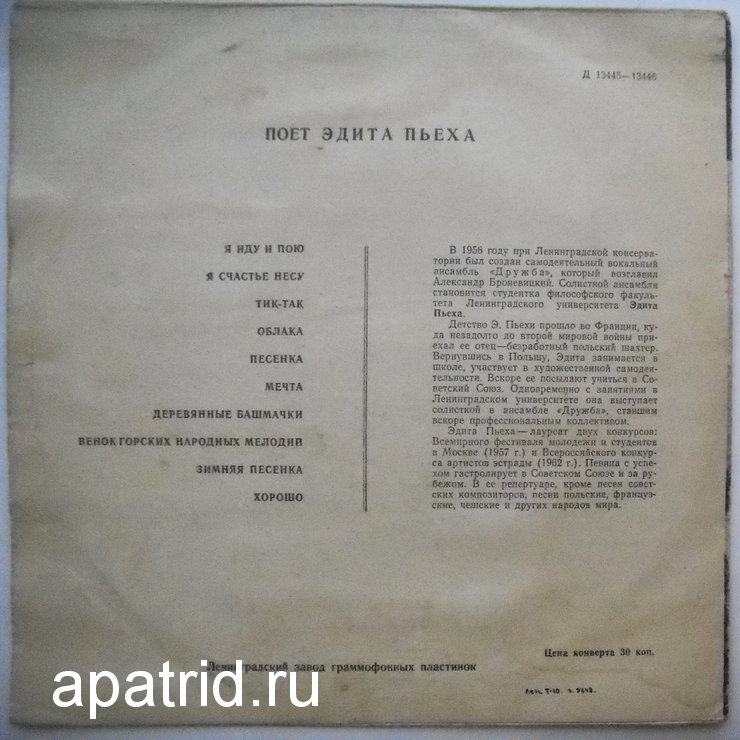 Д 13445—13446
ПОЕТ ЭДИТА ПЬЕХА
Я ИДУ И ПОЮ
Я СЧАСТЬЕ НЕСУ
ТИК-ТАК
ОБЛАКА
ПЕСЕНКА
МЕЧТА
ДЕРЕВЯННЫЕ БАШМАЧКИ
ВЕНОК ГОРСКИХ НАРОДНЫХ МЕЛОДИЙ
ЗИМНЯЯ ПЕСЕНКА
ХОРОШО
В 1956 году при Ленинградской консерва-
тории был создан самодеятельный вокальный
ансамбль «Дружба», который возглавил
Александр Броневицкий. Солисткой ансамбля
становится студентка философского факуль-
тета Ленинградского университета Эдита
Пьеха.
Детство Э. Пьехи прошло во Франции, ку-
да незадолго до второй мировой войны при-
ехал ее отец—безработный польский шахтер.
Вернувшись в Польшу, Эдита занимается в
школе, участвует в художественной самодея-
тельности. Вскоре ее посылают учиться в Со-
ветский Союз. Одновременно с занятиями в
Ленинградском университете она выступает
солисткой в ансамбле «Дружба», ставшим
вскоре профессиональным коллективом.
Эдита Пьеха—лауреат двух конкурсов:
Всемирного фестиваля молодежи и студентов
в Москве (1957 г.) и Всероссийского конкур-
са артистов эстрады (1962 г.). Певица с успе-
хом гастролирует в Советском Союзе и за ру-
бежом. В ее репертуаре, кроме песен совет-
ских композиторов, песни польские, француз-
ские, чешские и других народов мира.
Цена конверта 30 коп.
Ленинградский завод граммофонных пластинок
apatrid.ru